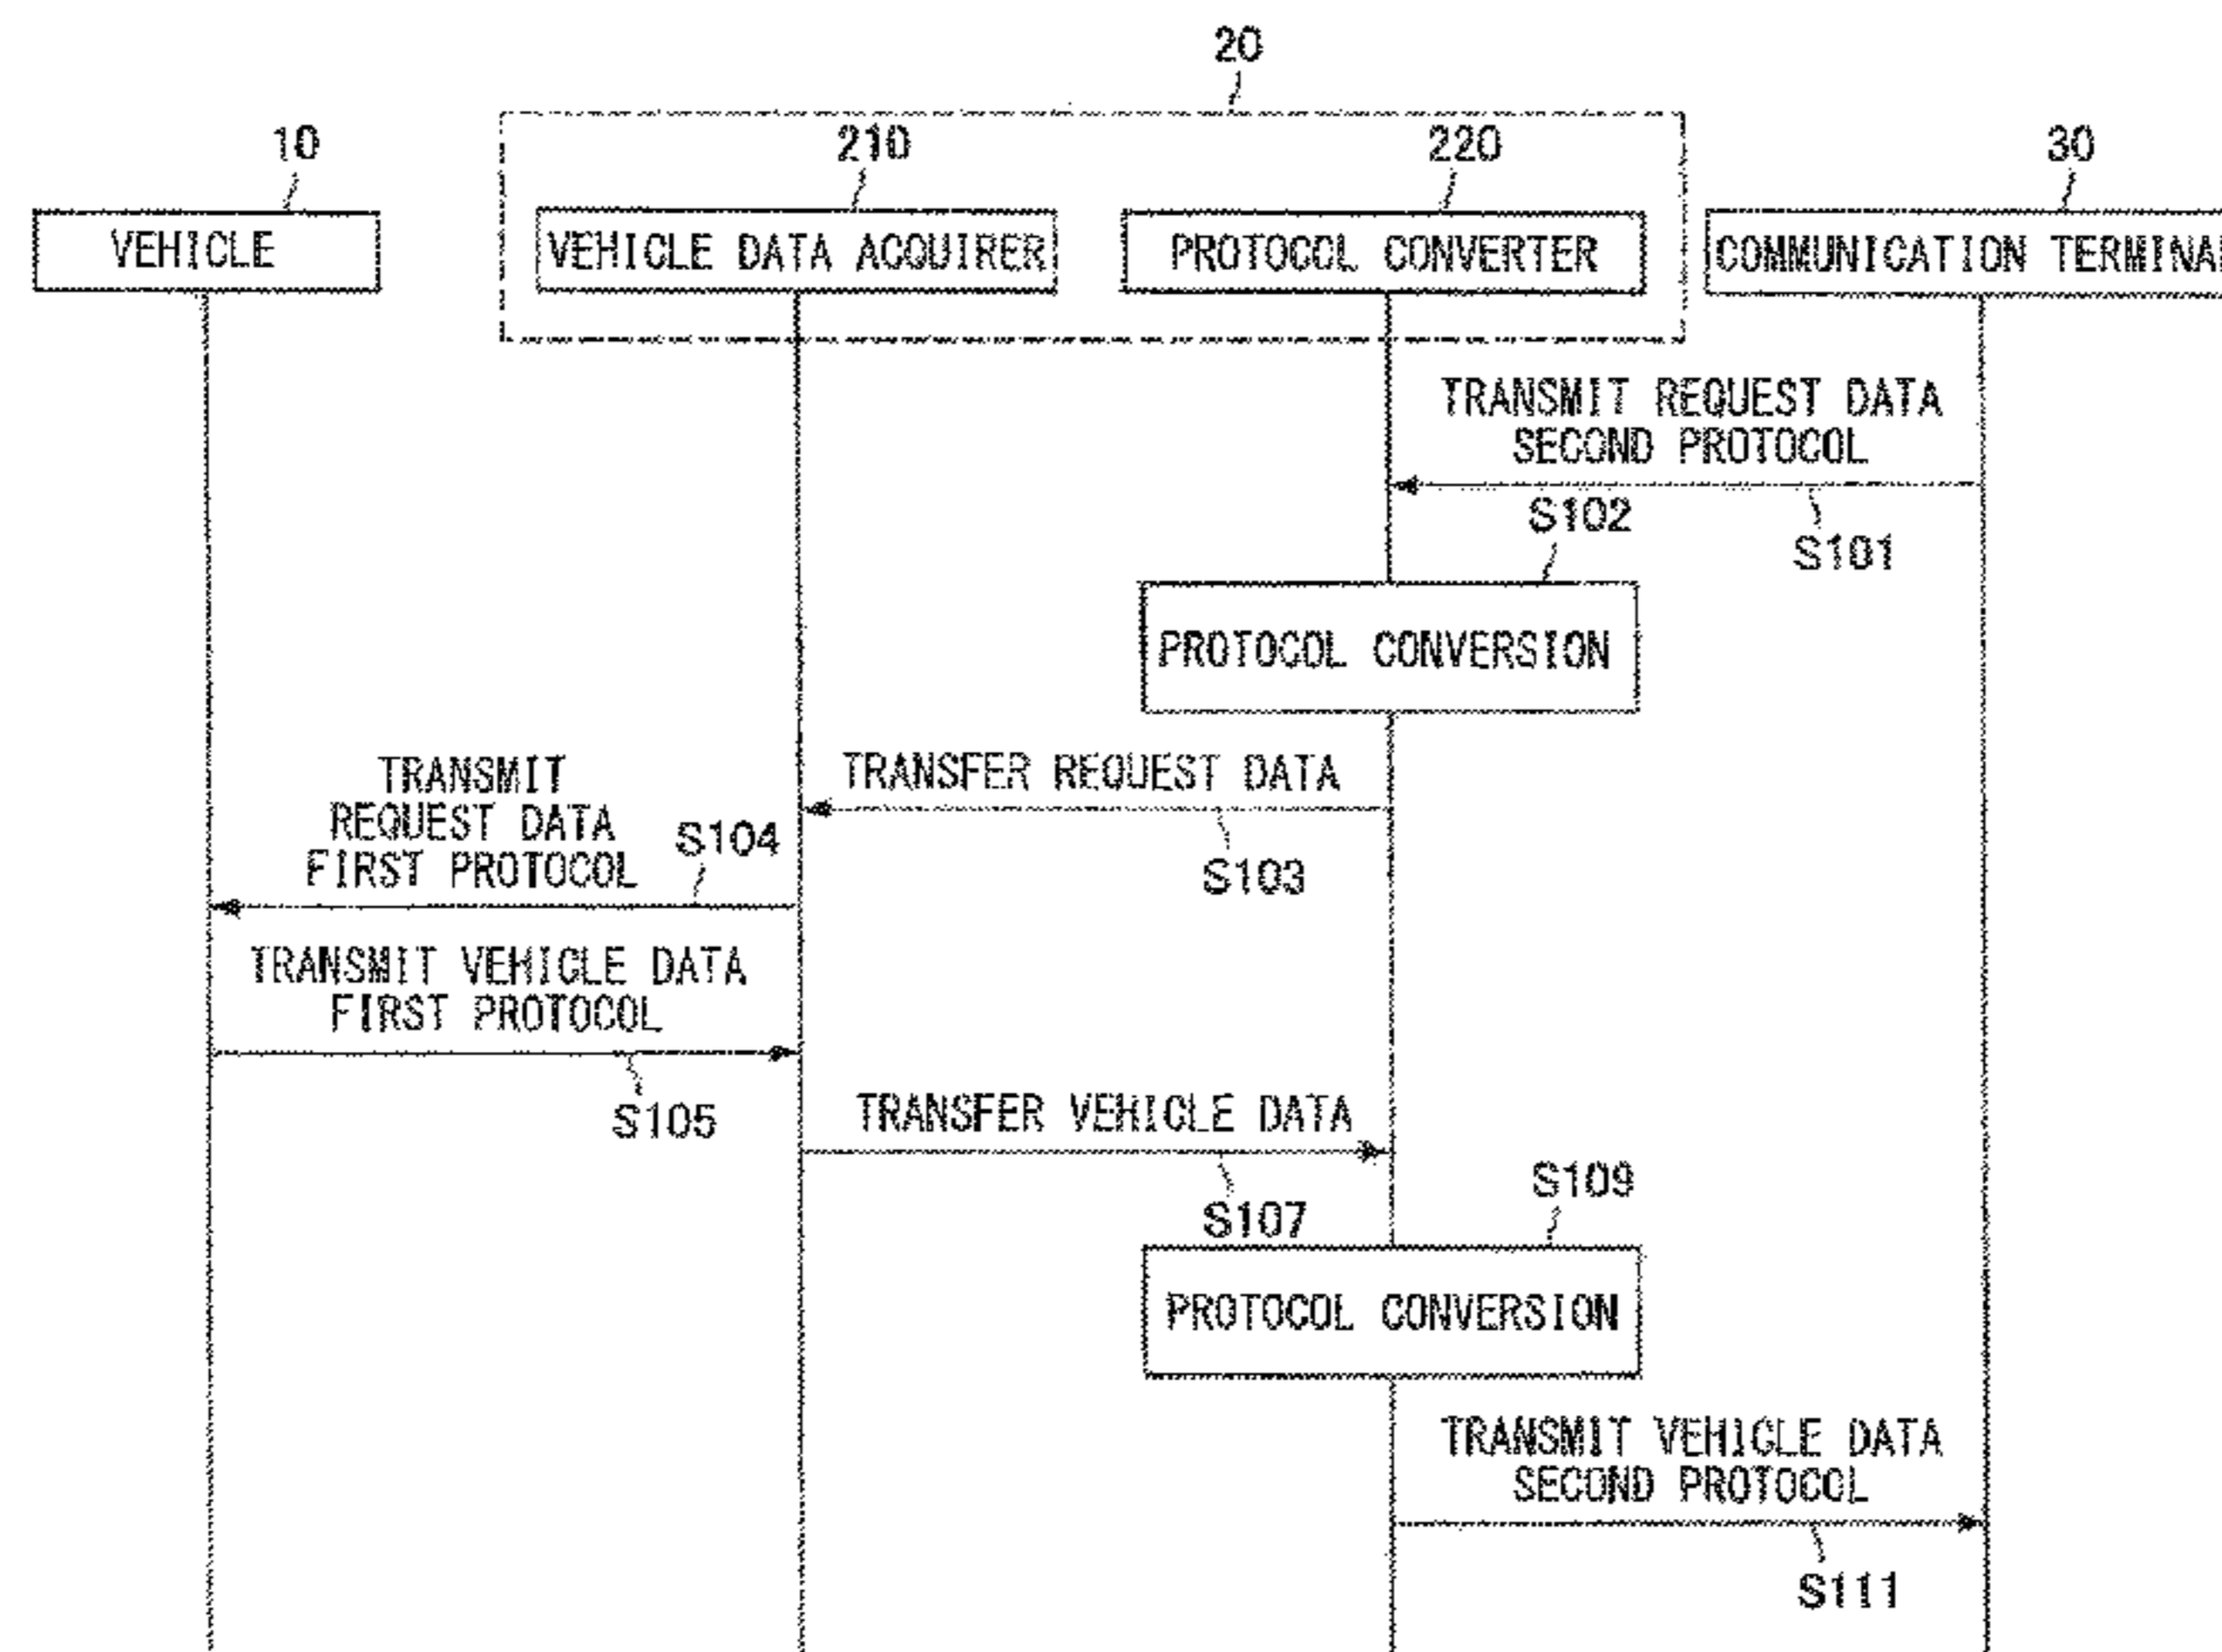 20
10
210
220
30
VEHICLE
VEHICLE DATA ACQUIRER
PROTOCOL CONVERTER
COMMUNICATION TERMINAL
TRANSMIT REQUEST DATA
SECOND PROTOCOL
S102
S101
PROTOCOL CONVERSION
TRANSMIT
REQUEST DATA
FIRST PROTOCOL
S104
TRANSFER REQUEST DATA
S103
TRANSMIT VEHICLE DATA
FIRST PROTOCOL
S105
TRANSFER VEHICLE DATA
S107
S109
PROTOCOL CONVERSION
TRANSMIT VEHICLE DATA
SECOND PROTOCOL
S111